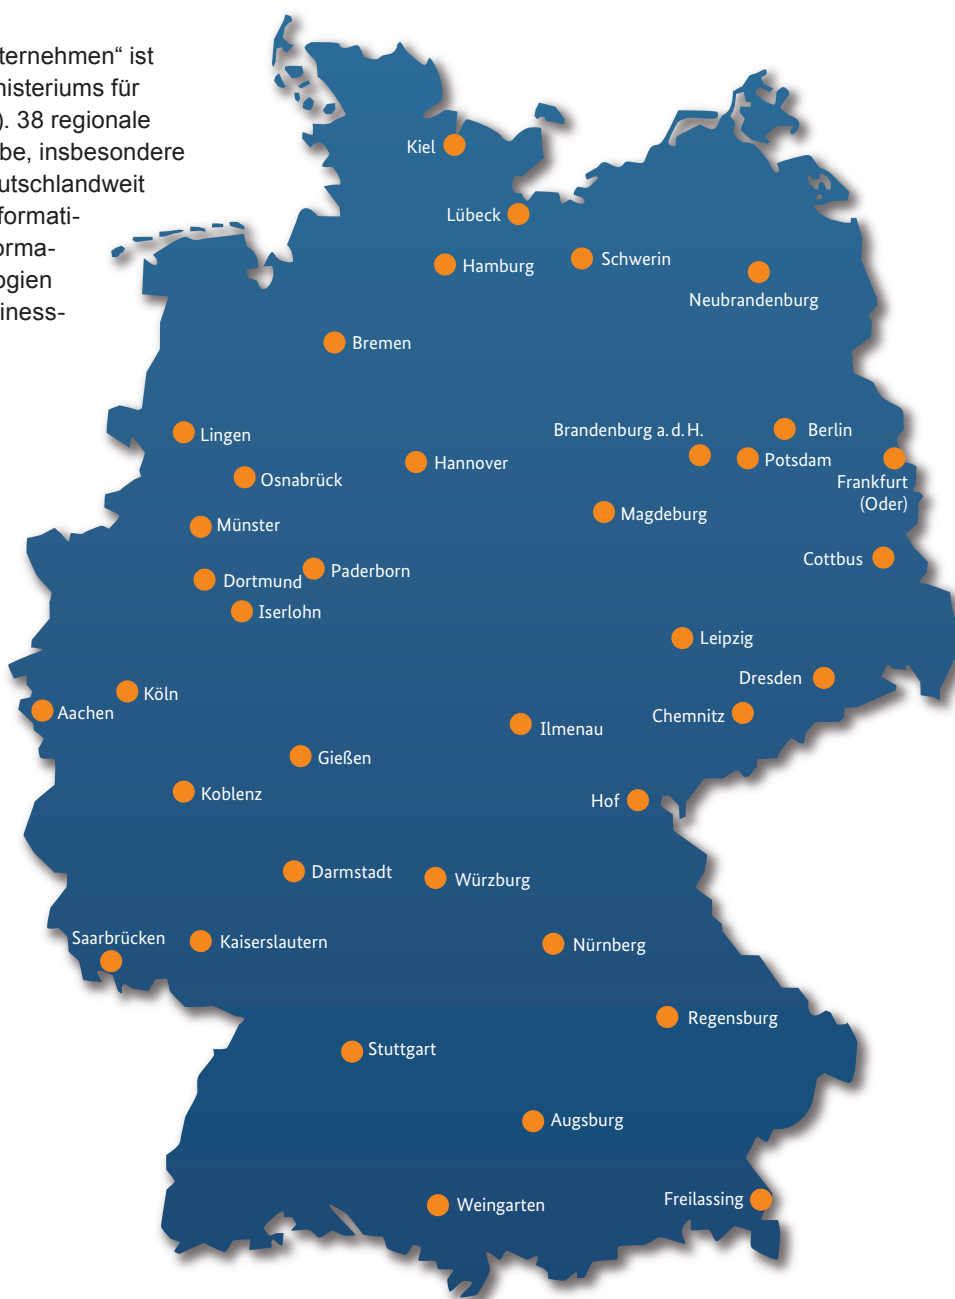 ternehmen“ ist
nisteriums für
). 38 regionale
be, insbesondere
utschlandweit
formati-
orma-
ogien
iness-
Kiel
Lübeck
Hamburg
Schwerin
Neubrandenburg
Bremen
Lingen
Osnabrück
Hannover
Brandenburg a. d. H.
Berlin
Potsdam
Frankfurt
(Oder)
Münster
Magdeburg
Dortmund
Paderborn
Cottbus
Iserlohn
Leipzig
Dresden
Köln
Aachen
Chemnitz
Ilmenau
Gießen
Koblenz
Hof
Darmstadt
Würzburg
Saarbrücken
Kaiserslautern
Nürnberg
Regensburg
Stuttgart
Augsburg
Weingarten
Freilassing